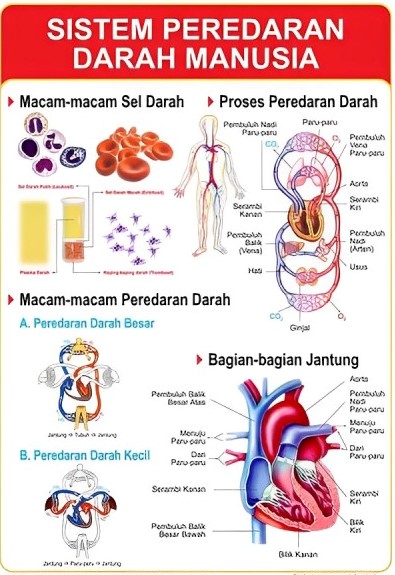 SISTEM PEREDARAN
DARAH MANUSIA
Macam-macam Sel Darah
Sel Darah Putih (Leukosit)
Sel Darah Merah (Eritrosit)
Plasma Darah
Keping-keping darah (Trombosit)
Proses Peredaran Darah
Pembuluh Nadi
Paru-paru
Paru-paru
CO₂
O₂
Pembuluh
Vena
Paru-paru
Aorta
Serambi
Kanan
Serambi
Kiri
Pembuluh
Balik
(Vena)
Pembuluh
Nadi
(Arteri)
Hati
Usus
CO₂
O₂
Ginjal
Macam-macam Peredaran Darah
A. Peredaran Darah Besar
Jantung → Tubuh → Jantung
B. Peredaran Darah Kecil
Jantung → Paru-paru → Jantung
Bagian-bagian Jantung
Pembuluh Balik
Besar Atas
Menuju
Paru-paru
Dari
Paru-paru
Serambi Kanan
Pembuluh Balik
Besar Bawah
Bilik Kanan
Aorta
Pembuluh
Nadi
Paru-paru
Menuju
Paru-paru
Dari
Paru-paru
Serambi
Kiri
Bilik
Kiri